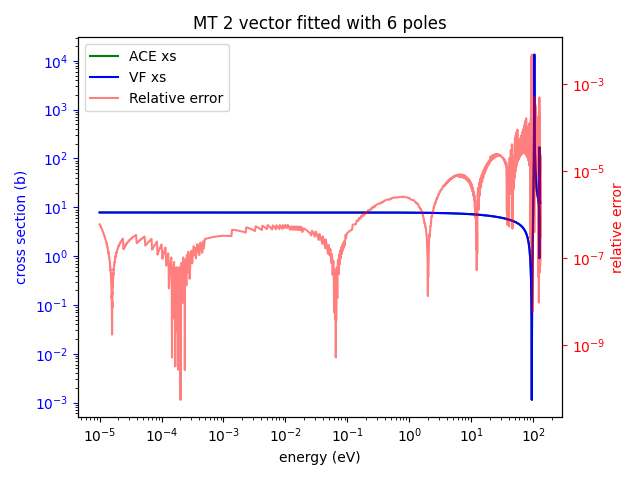 MT 2 vector fitted with 6 poles
ACE xs
VF xs
Relative error
cross section (b)
10⁴
10³
10²
10¹
10⁰
10⁻¹
10⁻²
10⁻³
10⁻³
10⁻⁵
10⁻⁷
10⁻⁹
relative error
10⁻⁵ 10⁻⁴ 10⁻³ 10⁻² 10⁻¹ 10⁰ 10¹ 10²
energy (eV)